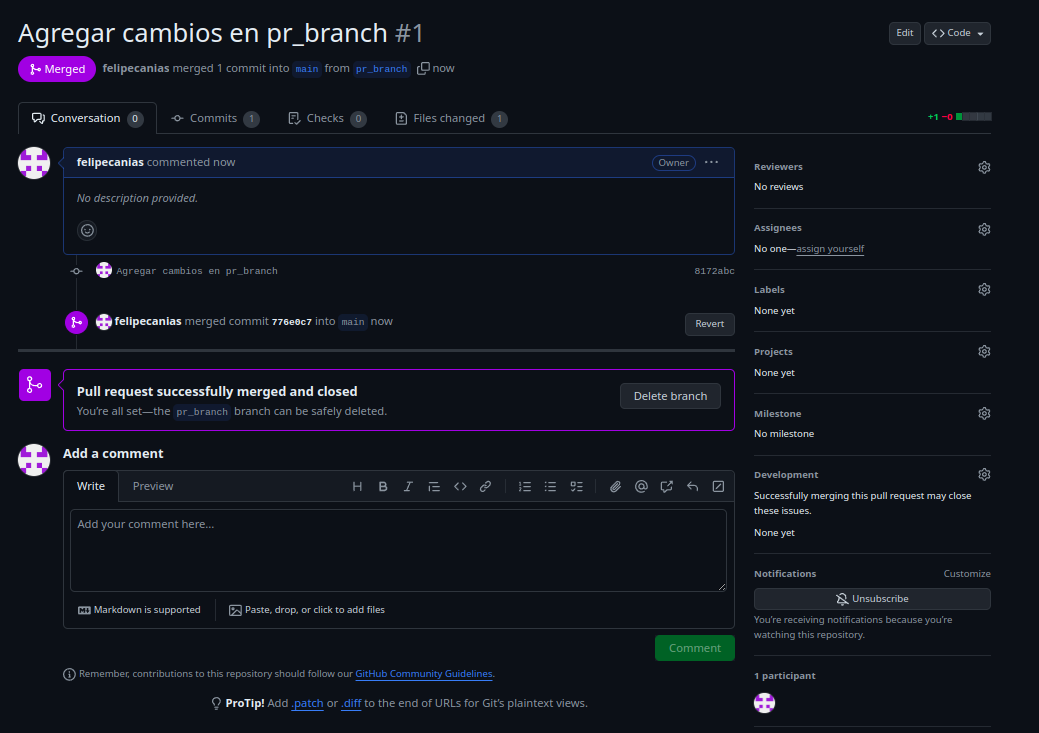 Agregar cambios en pr_branch #1
Edit
Code
Merged
felipecanias merged 1 commit into main from pr_branch now
Conversation 0
Commits 1
Checks 0
Files changed 1
+1 −0
felipecanias commented now
Owner
No description provided.
Agregar cambios en pr_branch
8172abc
felipecanias merged commit 776e0c7 into main now
Revert
Pull request successfully merged and closed
You're all set—the pr_branch branch can be safely deleted.
Delete branch
Add a comment
Write
Preview
Add your comment here...
Markdown is supported
Paste, drop, or click to add files
Comment
Remember, contributions to this repository should follow our GitHub Community Guidelines.
ProTip! Add .patch or .diff to the end of URLs for Git's plaintext views.
Reviewers
No reviews
Assignees
No one—assign yourself
Labels
None yet
Projects
None yet
Milestone
No milestone
Development
Successfully merging this pull request may close
these issues.
None yet
Notifications
Customize
Unsubscribe
You're receiving notifications because you're
watching this repository.
1 participant